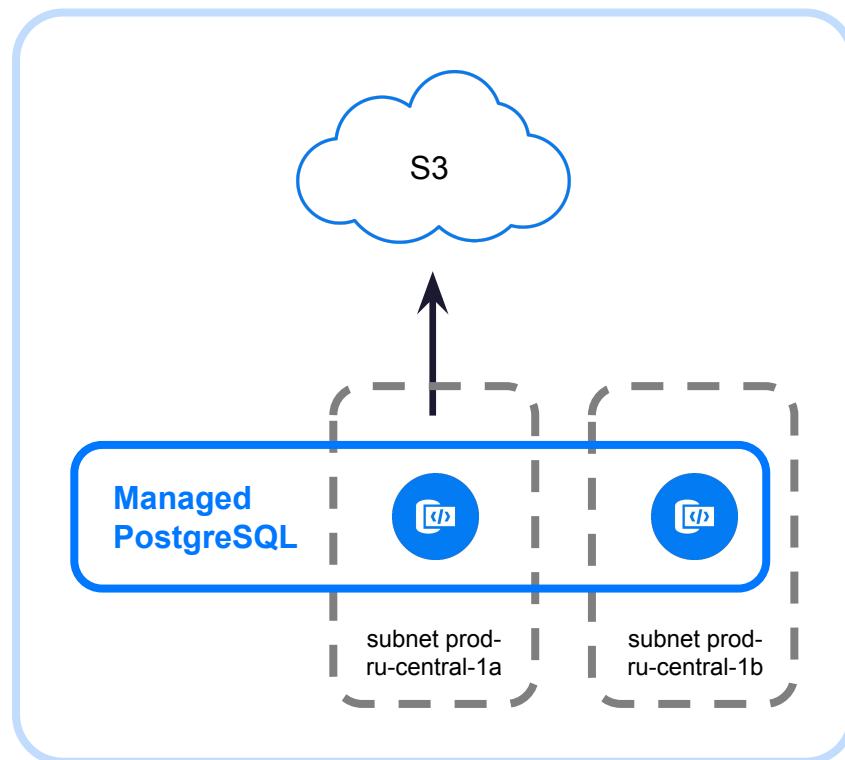 S3
Managed
PostgreSQL
subnet prod-
ru-central-1a
subnet prod-
ru-central-1b